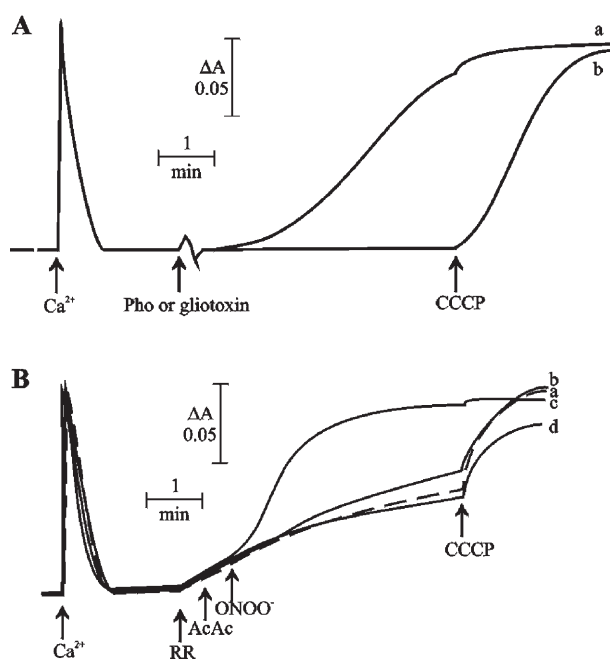 A
a
b
ΔA
0.05
1
min
Ca²⁺
Pho or gliotoxin
CCCP
B
b
a
c
d
ΔA
0.05
1
min
CCCP
ONOO⁻
AcAc
Ca²⁺
RR